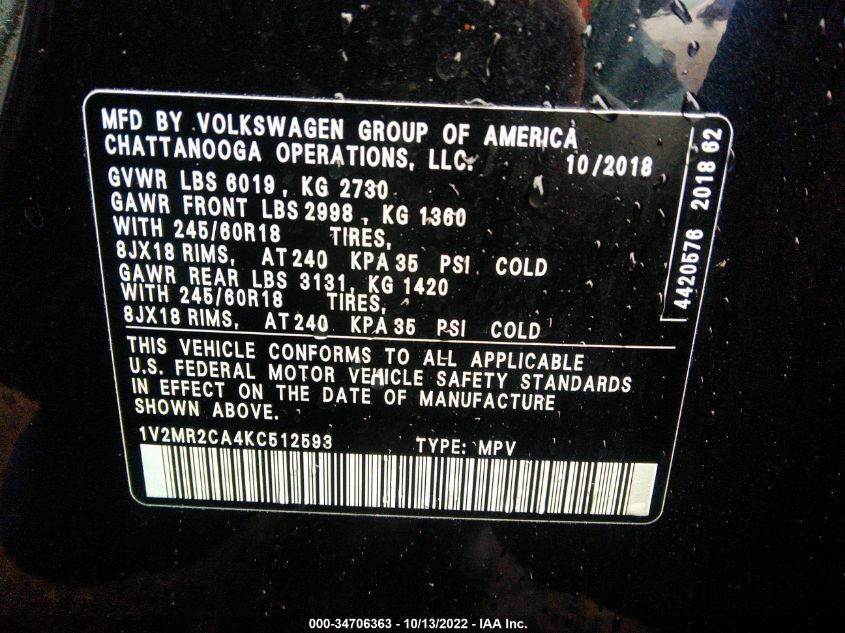 MFD BY VOLKSWAGEN GROUP OF AMERICA
CHATTANOOGA OPERATIONS, LLC. 10/2018
GVWR LBS 6019, KG 2730
GAWR FRONT LBS 2998, KG 1360
WITH 245/60R18 TIRES,
8JX18 RIMS, AT 240 KPA 35 PSI COLD
GAWR REAR LBS 3131, KG 1420
WITH 245/60R18 TIRES,
8JX18 RIMS, AT 240 KPA 35 PSI COLD
THIS VEHICLE CONFORMS TO ALL APPLICABLE
U.S. FEDERAL MOTOR VEHICLE SAFETY STANDARDS
IN EFFECT ON THE DATE OF MANUFACTURE
SHOWN ABOVE.
1V2MR2CA4KC512593 TYPE: MPV
4420576 2018 62
000-34706363 - 10/13/2022 - IAA Inc.